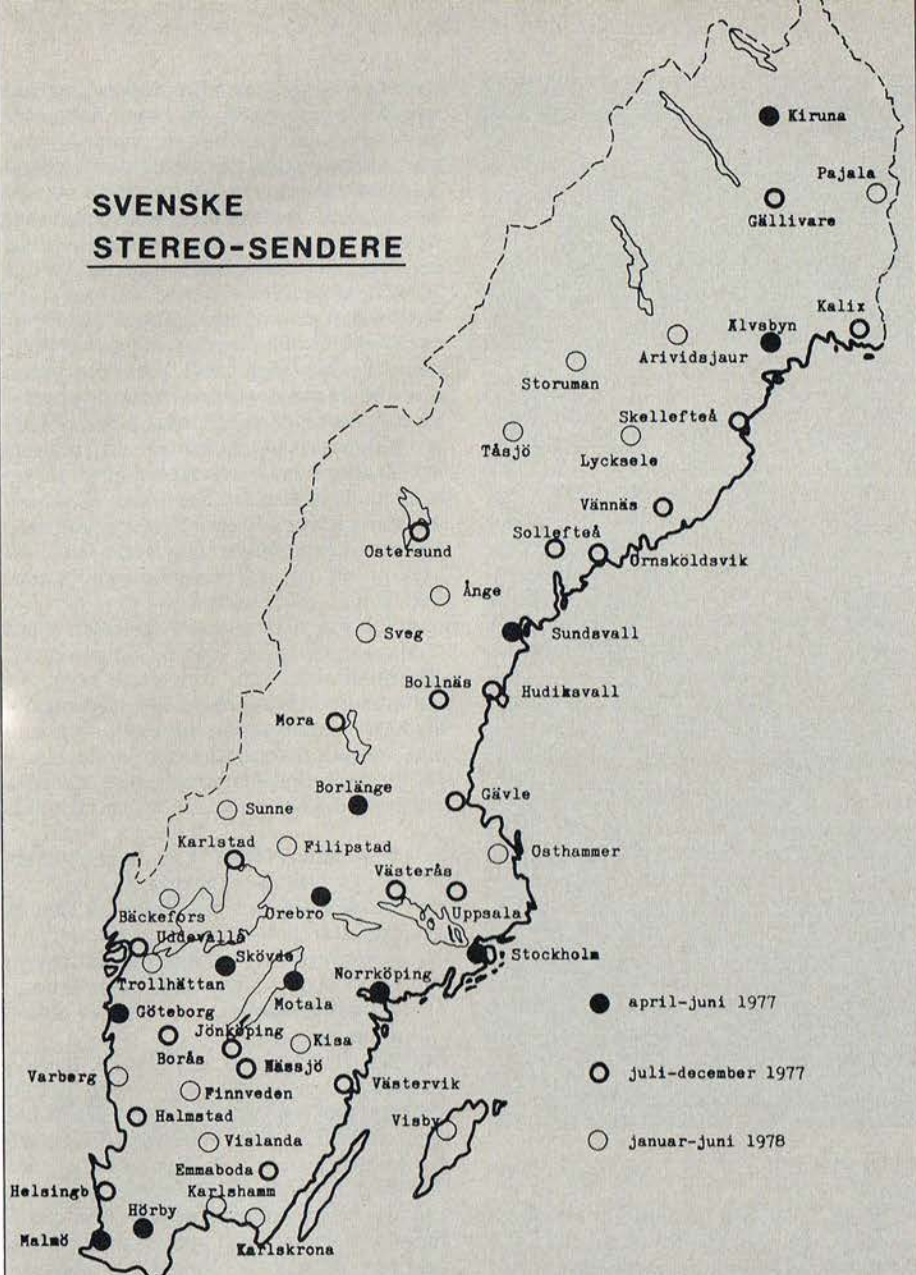 SVENSKE
STEREO-SENDERE
Kiruna
Pajala
Gällivare
Kalix
Älvsbyn
Arividsjaur
Storuman
Skellefteå
Tåsjö
Lycksele
Vännäs
Sollefteå
Östersund
Örnsköldsvik
Ånge
Sveg
Sundsvall
Bollnäs
Hudiksvall
Mora
Borlänge
Gävle
Sunne
Karlstad
Filipstad
Östhammer
Västerås
Bäckefors
Örebro
Uppsala
Uddevalla
Skövde
Stockholm
Trollhättan
Motala
Norrköping
april-juni 1977
Göteborg
Jönköping
Kisa
Borås
Nässjö
Varberg
Finnveden
Västervik
juli-december 1977
Halmstad
Visby
Vislanda
januar-juni 1978
Emmaboda
Helsingb
Karlshamm
Hörby
Malmö
Karlskrona